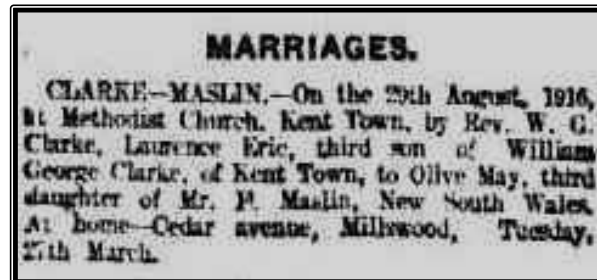 MARRIAGES.
CLARKE—MASLIN.—On the 29th August, 1916,
at Methodist Church, Kent Town, by Rev. W. G.
Clarke, Laurence Eric, third son of William
George Clarke, of Kent Town, to Olive May, third
daughter of Mr. Maslin, New South Wales.
At home—Cedar avenue, Millswood, Tuesday,
27th March.